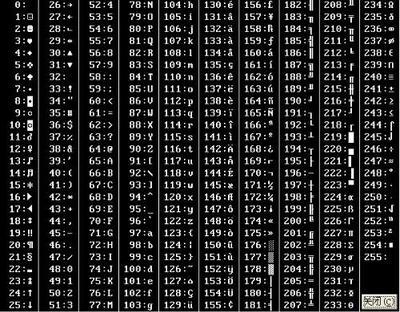 0: 26:→ 52:4 78:N 104:h 130:é 156:£ 182:╢ 208:╨ 234:Ω
1:☺ 27:← 53:5 79:O 105:i 131:â 157:¥ 183:╖ 209:╤ 235:δ
2:☻ 28:∟ 54:6 80:P 106:j 132:ä 158:₧ 184:╕ 210:╥ 236:∞
3:♥ 29:↔ 55:7 81:Q 107:k 133:à 159:ƒ 185:╣ 211:╙ 237:φ
4:♦ 30:▲ 56:8 82:R 108:l 134:å 160:á 186:║ 212:╘ 238:ε
5:♣ 31:▼ 57:9 83:S 109:m 135:ç 161:í 187:╗ 213:╒ 239:∩
6:♠ 32: 58:: 84:T 110:n 136:ê 162:ó 188:╝ 214:╓ 240:≡
7:• 33:! 59:; 85:U 111:o 137:ë 163:ú 189:╜ 215:╫ 241:±
8:◘ 34:" 60:< 86:V 112:p 138:è 164:ñ 190:╛ 216:╪ 242:≥
9:○ 35:# 61:= 87:W 113:q 139:ï 165:Ñ 191:┐ 217:┘ 243:≤
10:◙ 36:$ 62:> 88:X 114:r 140:î 166:ª 192:└ 218:┌ 244:⌠
11:♂ 37:% 63:? 89:Y 115:s 141:ì 167:º 193:┴ 219:█ 245:⌡
12:♀ 38:& 64:@ 90:Z 116:t 142:Ä 168:¿ 194:┬ 220:▄ 246:÷
13:♪ 39:' 65:A 91:[ 117:u 143:Å 169:⌐ 195:├ 221:▌ 247:≈
14:♫ 40:( 66:B 92:\ 118:v 144:É 170:¬ 196:─ 222:▐ 248:°
15:☼ 41:) 67:C 93:] 119:w 145:æ 171:½ 197:┼ 223:▀ 249:∙
16:► 42:* 68:D 94:^ 120:x 146:Æ 172:¼ 198:╞ 224:α 250:·
17:◄ 43:+ 69:E 95:_ 121:y 147:ô 173:¡ 199:╟ 225:ß 251:√
18:↕ 44:, 70:F 96:` 122:z 148:ö 174:« 200:╚ 226:Γ 252:ⁿ
19:‼ 45:- 71:G 97:a 123:{ 149:ò 175:» 201:╔ 227:π 253:²
20:¶ 46:. 72:H 98:b 124:| 150:û 176:░ 202:╩ 228:Σ 254:■
21:§ 47:/ 73:I 99:c 125:} 151:ù 177:▒ 203:╦ 229:σ 255:
22:▬ 48:0 74:J 100:d 126:~ 152:ÿ 178:▓ 204:╠ 230:µ
23:↨ 49:1 75:K 101:e 127:⌂ 153:Ö 179:│ 205:═ 231:τ
24:↑ 50:2 76:L 102:f 128:Ç 154:Ü 180:┤ 206:╬ 232:Φ 关闭(C)
25:↓ 51:3 77:M 103:g 129:ü 155:¢ 181:╡ 207:╧ 233:Θ